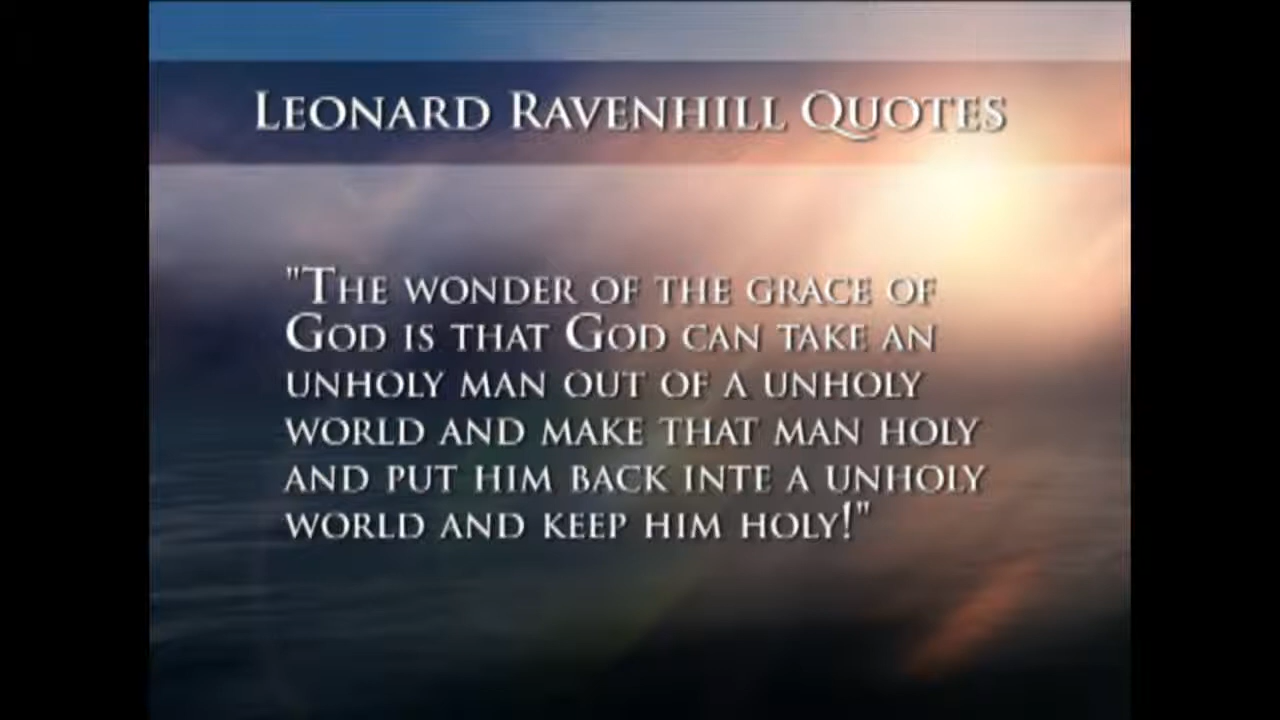 Leonard Ravenhill Quotes
"The wonder of the grace of
God is that God can take an
unholy man out of a unholy
world and make that man holy
and put him back inte a unholy
world and keep him holy!"